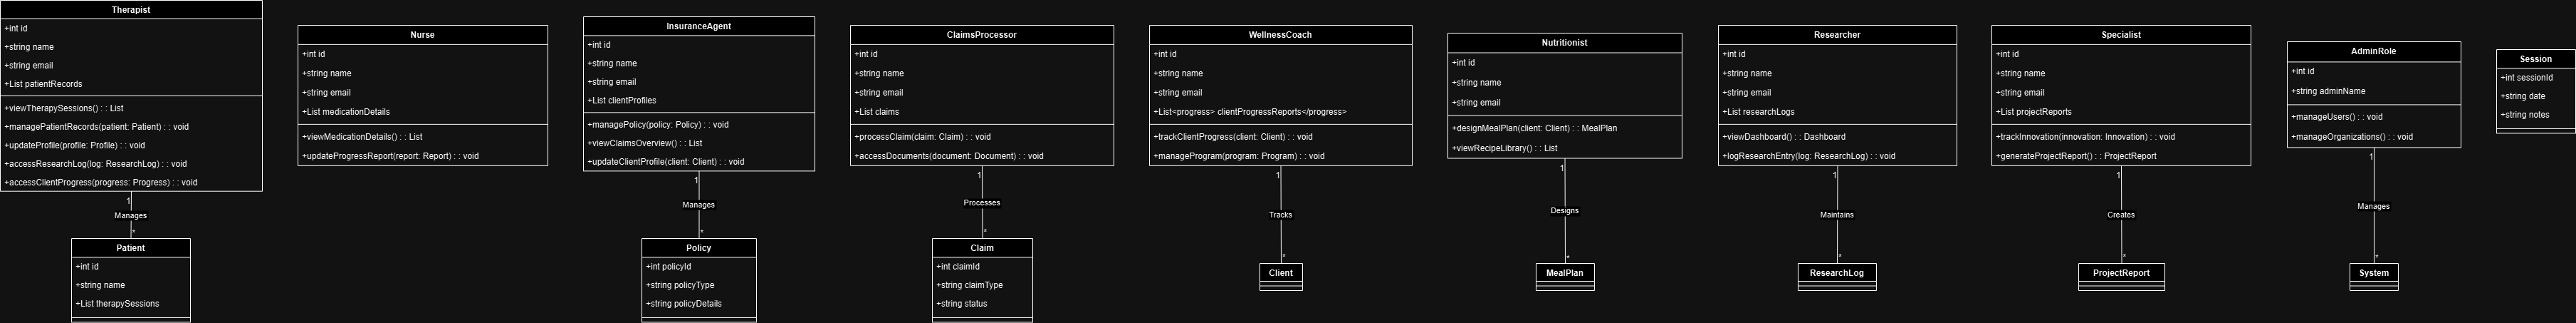 Therapist
+int id
+string name
+string email
+List patientRecords
+viewTherapySessions() : : List
+managePatientRecords(patient: Patient) : : void
+updateProfile(profile: Profile) : : void
+accessResearchLog(log: ResearchLog) : : void
+accessClientProgress(progress: Progress) : : void
1
Manages
*
Patient
+int id
+string name
+List therapySessions
Nurse
+int id
+string name
+string email
+List medicationDetails
+viewMedicationDetails() : : List
+updateProgressReport(report: Report) : : void
InsuranceAgent
+int id
+string name
+string email
+List clientProfiles
+managePolicy(policy: Policy) : : void
+viewClaimsOverview() : : List
+updateClientProfile(client: Client) : : void
1
Manages
*
Policy
+int policyId
+string policyType
+string policyDetails
ClaimsProcessor
+int id
+string name
+string email
+List claims
+processClaim(claim: Claim) : : void
+accessDocuments(document: Document) : : void
1
Processes
*
Claim
+int claimId
+string claimType
+string status
WellnessCoach
+int id
+string name
+string email
+List<progress> clientProgressReports</progress>
+trackClientProgress(client: Client) : : void
+manageProgram(program: Program) : : void
1
Tracks
*
Client
Nutritionist
+int id
+string name
+string email
+designMealPlan(client: Client) : : MealPlan
+viewRecipeLibrary() : : List
1
Designs
*
MealPlan
Researcher
+int id
+string name
+string email
+List researchLogs
+viewDashboard() : : Dashboard
+logResearchEntry(log: ResearchLog) : : void
1
Maintains
*
ResearchLog
Specialist
+int id
+string name
+string email
+List projectReports
+trackInnovation(innovation: Innovation) : : void
+generateProjectReport() : : ProjectReport
1
Creates
*
ProjectReport
AdminRole
+int id
+string adminName
+manageUsers() : : void
+manageOrganizations() : : void
1
Manages
*
System
Session
+int sessionId
+string date
+string notes